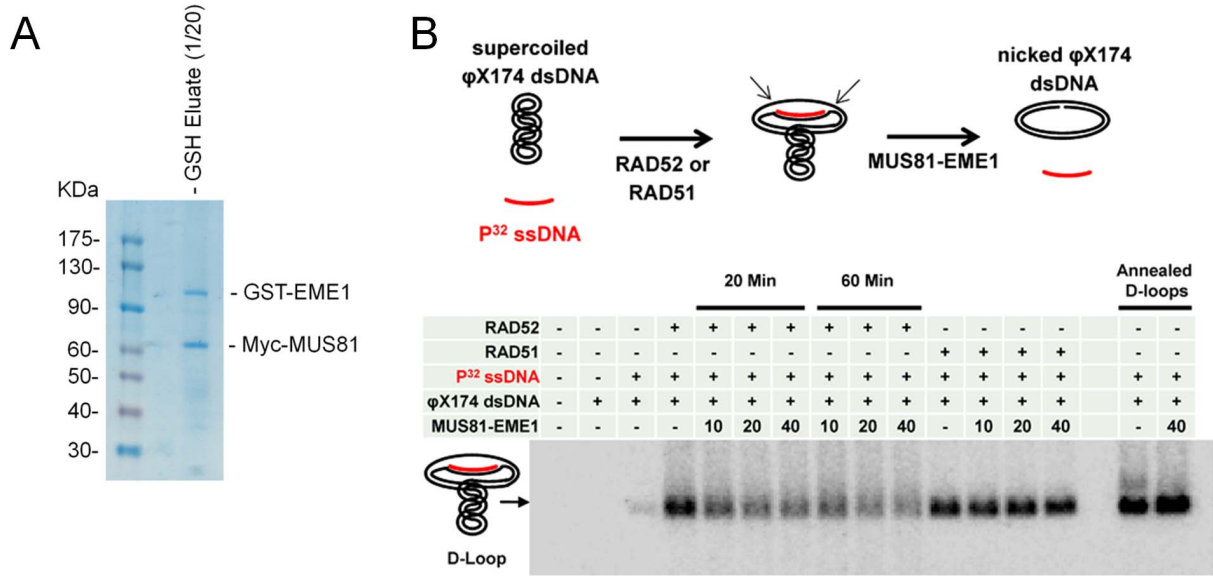 A
- GSH Eluate (1/20)
KDa
175-
130-
90-
60-
50-
40-
30-
- GST-EME1
- Myc-MUS81
B
supercoiled
φX174 dsDNA
P32 ssDNA
RAD52 or
RAD51
MUS81-EME1
nicked φX174
dsDNA
20 Min 60 Min Annealed
D-loops
RAD52 - - - + + + + + + + - - - - - -
RAD51 - - - - - - - - - - + + + + - -
P32 ssDNA - - + + + + + + + + + + + + + +
φX174 dsDNA - + + + + + + + + + + + + + + +
MUS81-EME1 - - - - 10 20 40 10 20 40 - 10 20 40 - 40
D-Loop